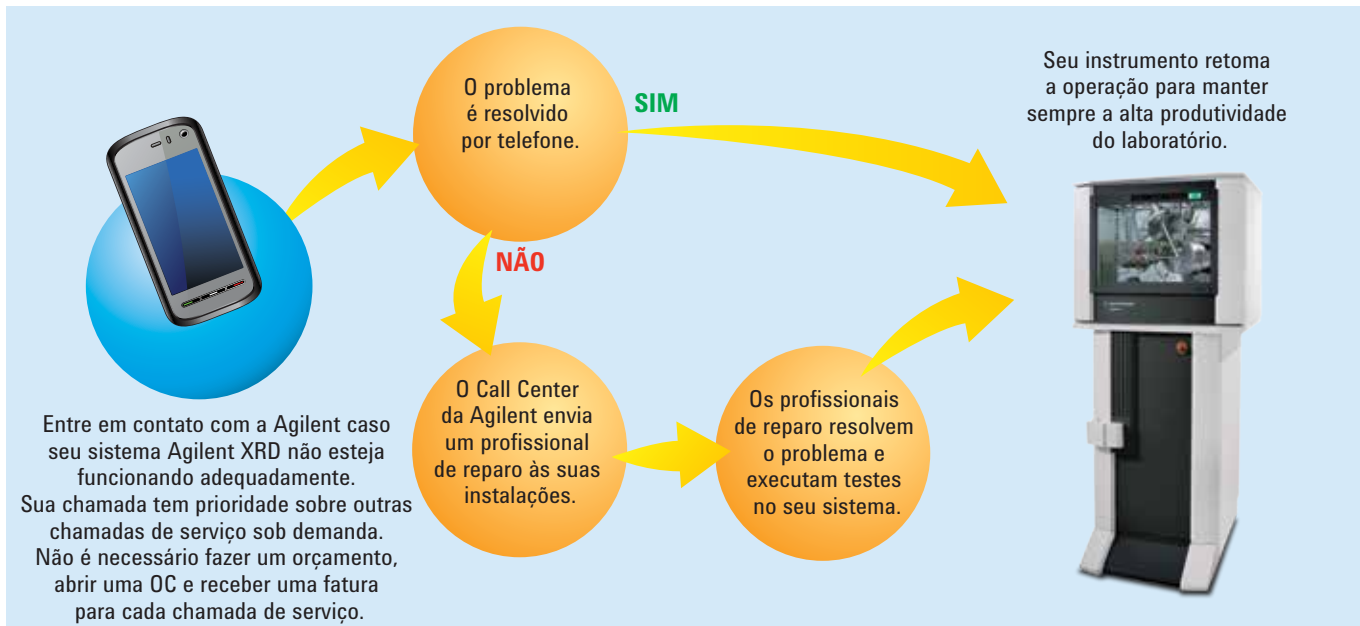 Entre em contato com a Agilent caso
seu sistema Agilent XRD não esteja
funcionando adequadamente.
Sua chamada tem prioridade sobre outras
chamadas de serviço sob demanda.
Não é necessário fazer um orçamento,
abrir uma OC e receber uma fatura
para cada chamada de serviço.
O problema
é resolvido
por telefone.
SIM
NÃO
O Call Center
da Agilent envia
um profissional
de reparo às suas
instalações.
Os profissionais
de reparo resolvem
o problema e
executam testes
no seu sistema.
Seu instrumento retoma
a operação para manter
sempre a alta produtividade
do laboratório.